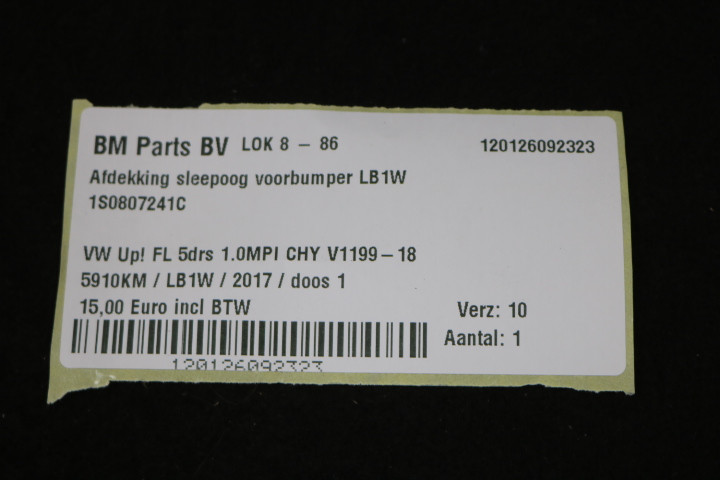 BM Parts BV LOK 8 - 86 120126092323
Afdekking sleepoog voorbumper LB1W
1S0807241C
VW Up! FL 5drs 1.0MPI CHY V1199-18
5910KM / LB1W / 2017 / doos 1
15,00 Euro incl BTW Verz: 10
Aantal: 1
120126092323